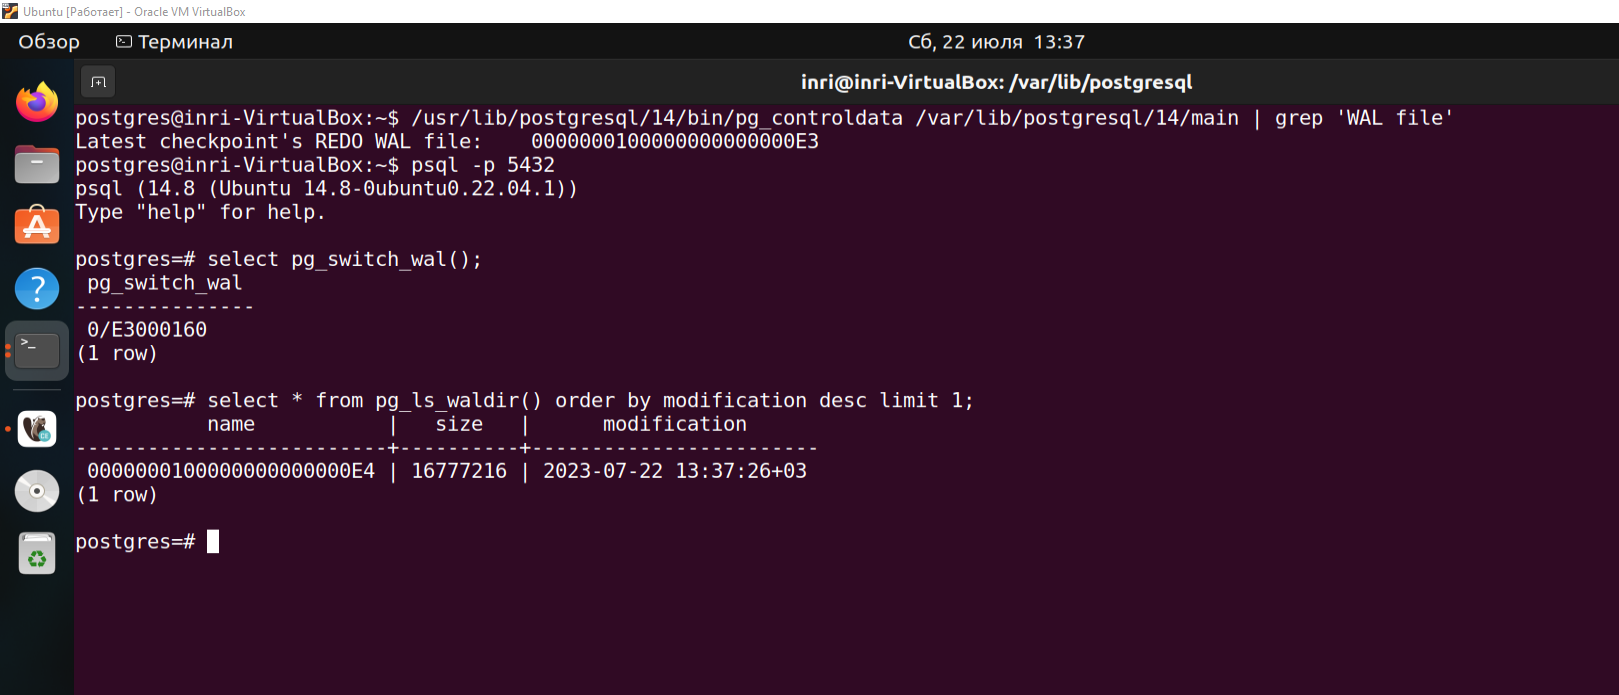 Ubuntu [Работает] - Oracle VM VirtualBox
Обзор Терминал Сб, 22 июля 13:37
inri@inri-VirtualBox: /var/lib/postgresql
postgres@inri-VirtualBox:~$ /usr/lib/postgresql/14/bin/pg_controldata /var/lib/postgresql/14/main | grep 'WAL file'
Latest checkpoint's REDO WAL file:    0000000100000000000000E3
postgres@inri-VirtualBox:~$ psql -p 5432
psql (14.8 (Ubuntu 14.8-0ubuntu0.22.04.1))
Type "help" for help.
postgres=# select pg_switch_wal();
 pg_switch_wal
---------------
 0/E3000160
(1 row)
postgres=# select * from pg_ls_waldir() order by modification desc limit 1;
           name           |   size   |      modification
--------------------------+----------+------------------------
 0000000100000000000000E4 | 16777216 | 2023-07-22 13:37:26+03
(1 row)
postgres=#